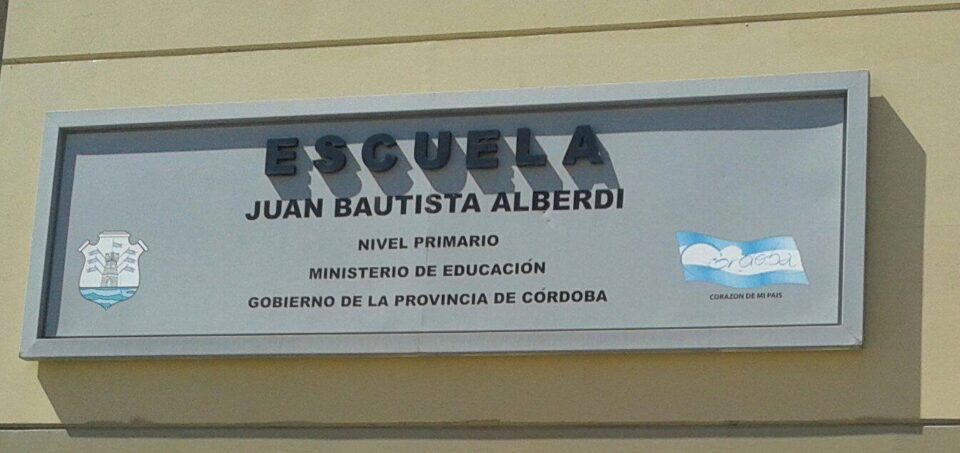 ESCUELA
JUAN BAUTISTA ALBERDI
NIVEL PRIMARIO
MINISTERIO DE EDUCACIÓN
GOBIERNO DE LA PROVINCIA DE CÓRDOBA
Córdoba
CORAZON DE MI PAIS